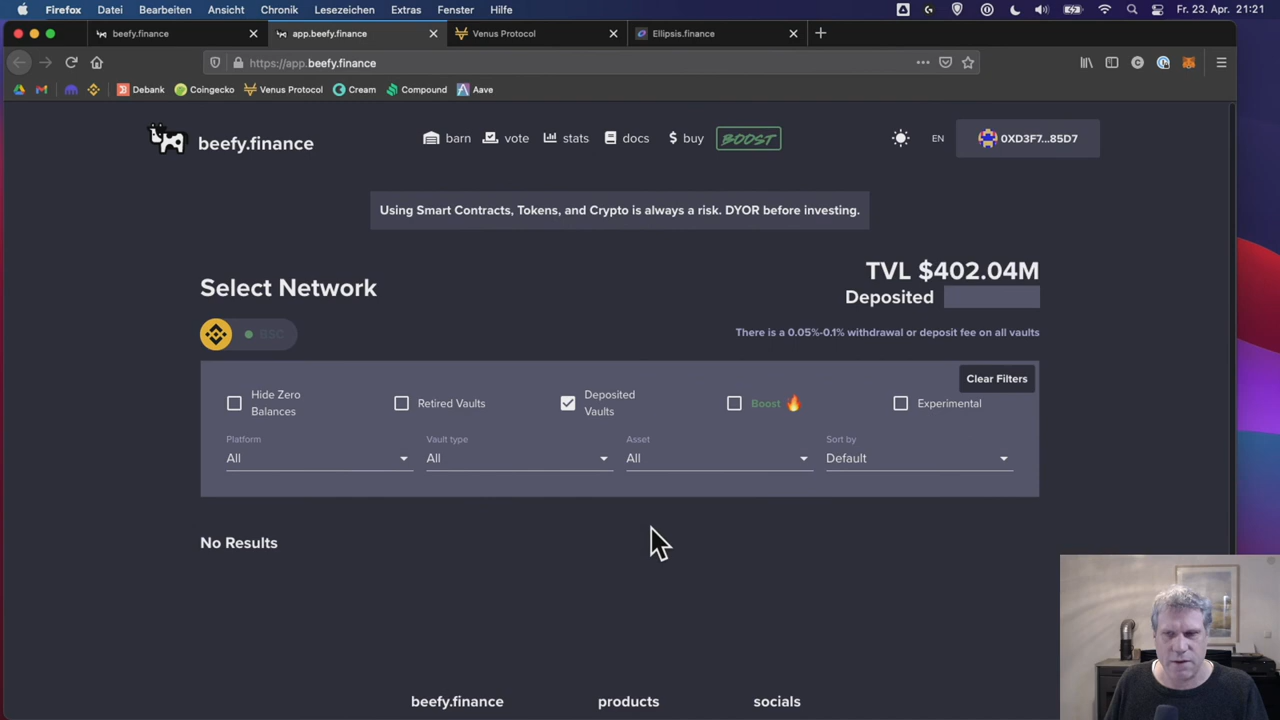 Firefox Datei Bearbeiten Ansicht Chronik Lesezeichen Extras Fenster Hilfe Fr. 23. Apr. 21:21
beefy.finance app.beefy.finance Venus Protocol Ellipsis.finance
https://app.beefy.finance
Debank Coingecko Venus Protocol Cream Compound Aave
beefy.finance barn vote stats docs $ buy BOOST EN 0XD3F7...85D7
Using Smart Contracts, Tokens, and Crypto is always a risk. DYOR before investing.
TVL $402.04M
Select Network
Deposited
BSC
There is a 0.05%-0.1% withdrawal or deposit fee on all vaults
Clear Filters
Hide Zero
Balances
Retired Vaults
Deposited
Vaults
Boost 🔥
Experimental
Platform Vault type Asset Sort by
All All All Default
No Results
beefy.finance products socials